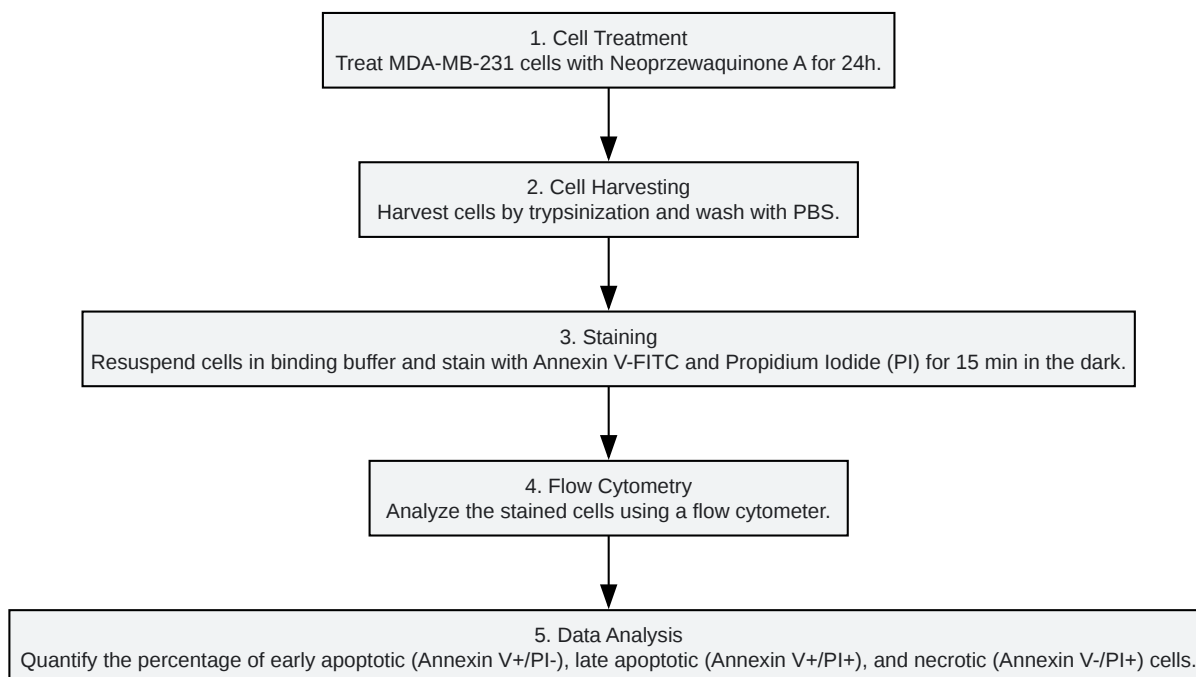 1. Cell Treatment
Treat MDA-MB-231 cells with Neoprzewaquinone A for 24h.
2. Cell Harvesting
Harvest cells by trypsinization and wash with PBS.
3. Staining
Resuspend cells in binding buffer and stain with Annexin V-FITC and Propidium Iodide (PI) for 15 min in the dark.
4. Flow Cytometry
Analyze the stained cells using a flow cytometer.
5. Data Analysis
Quantify the percentage of early apoptotic (Annexin V+/PI-), late apoptotic (Annexin V+/PI+), and necrotic (Annexin V-/PI+) cells.